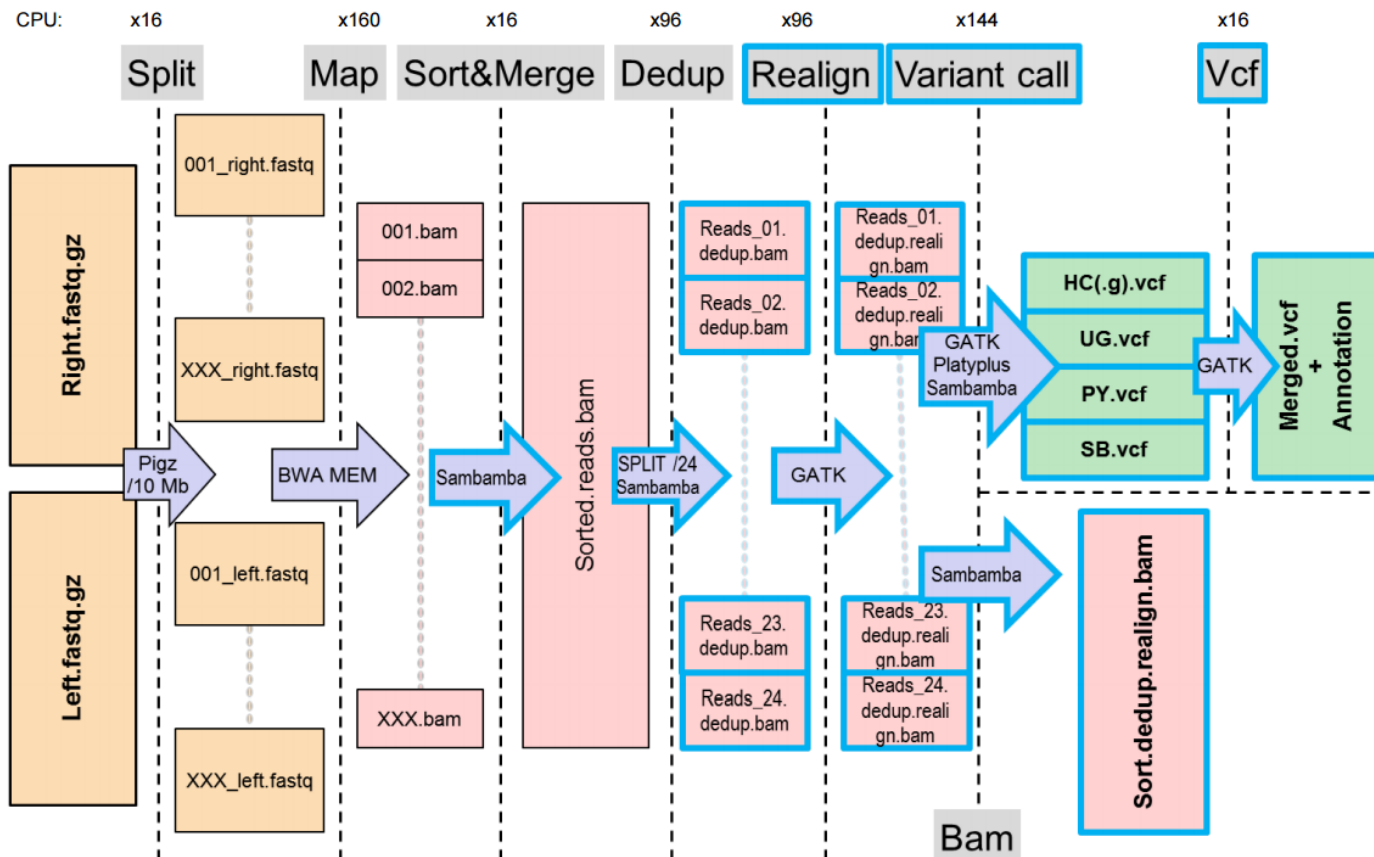 CPU: x16 x160 x16 x96 x96 x144 x16
Split Map Sort&Merge Dedup Realign Variant call Vcf
Right.fastq.gz
Left.fastq.gz
001_right.fastq
XXX_right.fastq
Pigz
/10 Mb
001_left.fastq
XXX_left.fastq
BWA MEM
001.bam
002.bam
XXX.bam
Sambamba
Sorted.reads.bam
SPLIT /24
Sambamba
Reads_01.
dedup.bam
Reads_02.
dedup.bam
Reads_23.
dedup.bam
Reads_24.
dedup.bam
GATK
Reads_01.
dedup.reali
gn.bam
Reads_02.
dedup.reali
gn.bam
Reads_23.
dedup.reali
gn.bam
Reads_24.
dedup.reali
gn.bam
GATK
Platyplus
Sambamba
HC(.g).vcf
UG.vcf
PY.vcf
SB.vcf
GATK
Merged.vcf
+
Annotation
Sambamba
Sort.dedup.realign.bam
Bam